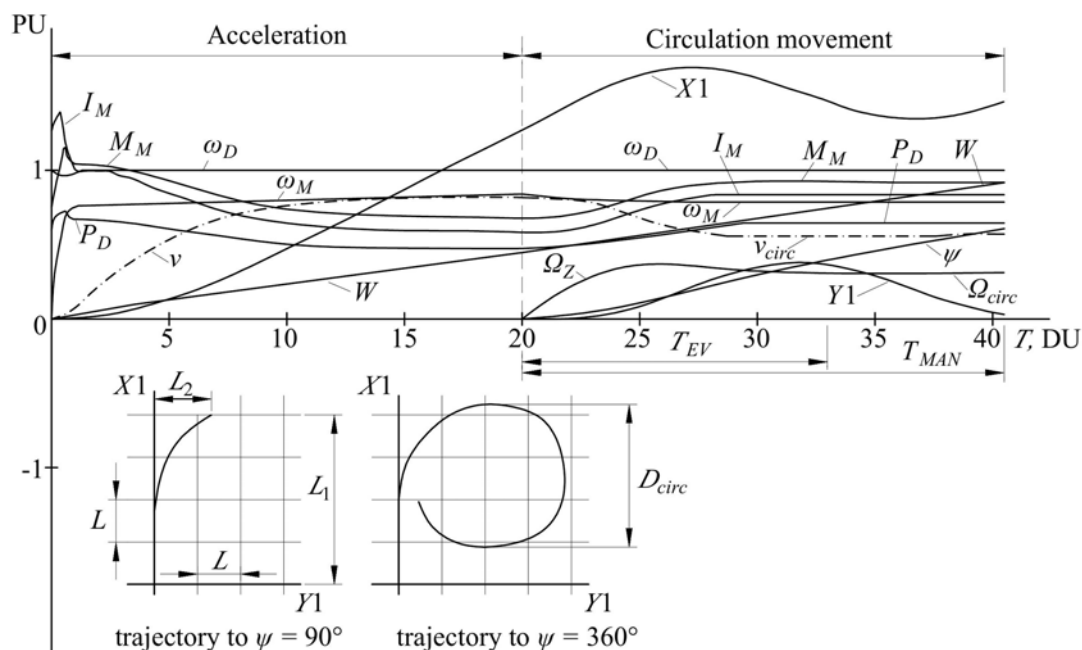 PU
Acceleration
Circulation movement
X1
I_M
M_M
ω_D
ω_D
I_M
M_M
P_D
W
1
ω_M
ω_M
P_D
v
v_circ
ψ
W
Ω_Z
Y1
Ω_circ
0
5
10
15
20
25
30
35
40
T, DU
T_EV
T_MAN
X1
L_2
X1
-1
L_1
D_circ
L
L
Y1
Y1
trajectory to ψ = 90°
trajectory to ψ = 360°